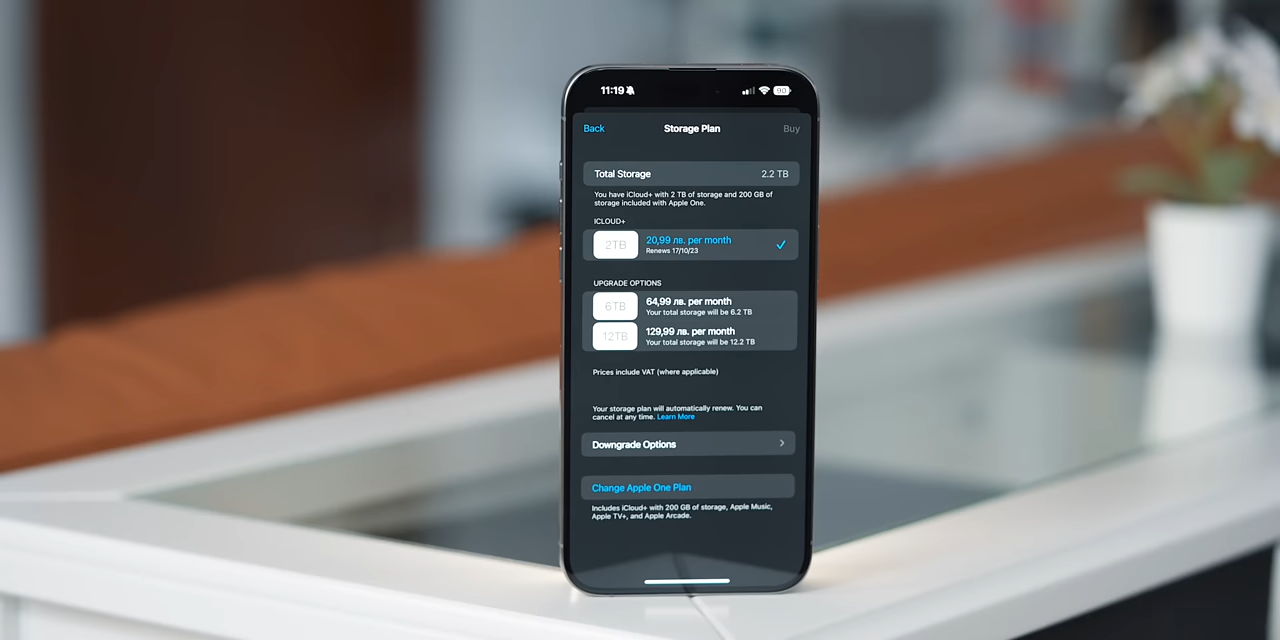 11:19
90
Back
Storage Plan
Buy
Total Storage
2.2 TB
You have iCloud+ with 2 TB of storage and 200 GB of
storage included with Apple One.
ICLOUD+
2TB
20,99 лв. per month
Renews 17/10/23
UPGRADE OPTIONS
6TB
64,99 лв. per month
Your total storage will be 6.2 TB
12TB
129,99 лв. per month
Your total storage will be 12.2 TB
Prices include VAT (where applicable)
Your storage plan will automatically renew. You can
cancel at any time. Learn More
Downgrade Options
Change Apple One Plan
Includes iCloud+ with 200 GB of storage, Apple Music,
Apple TV+, and Apple Arcade.